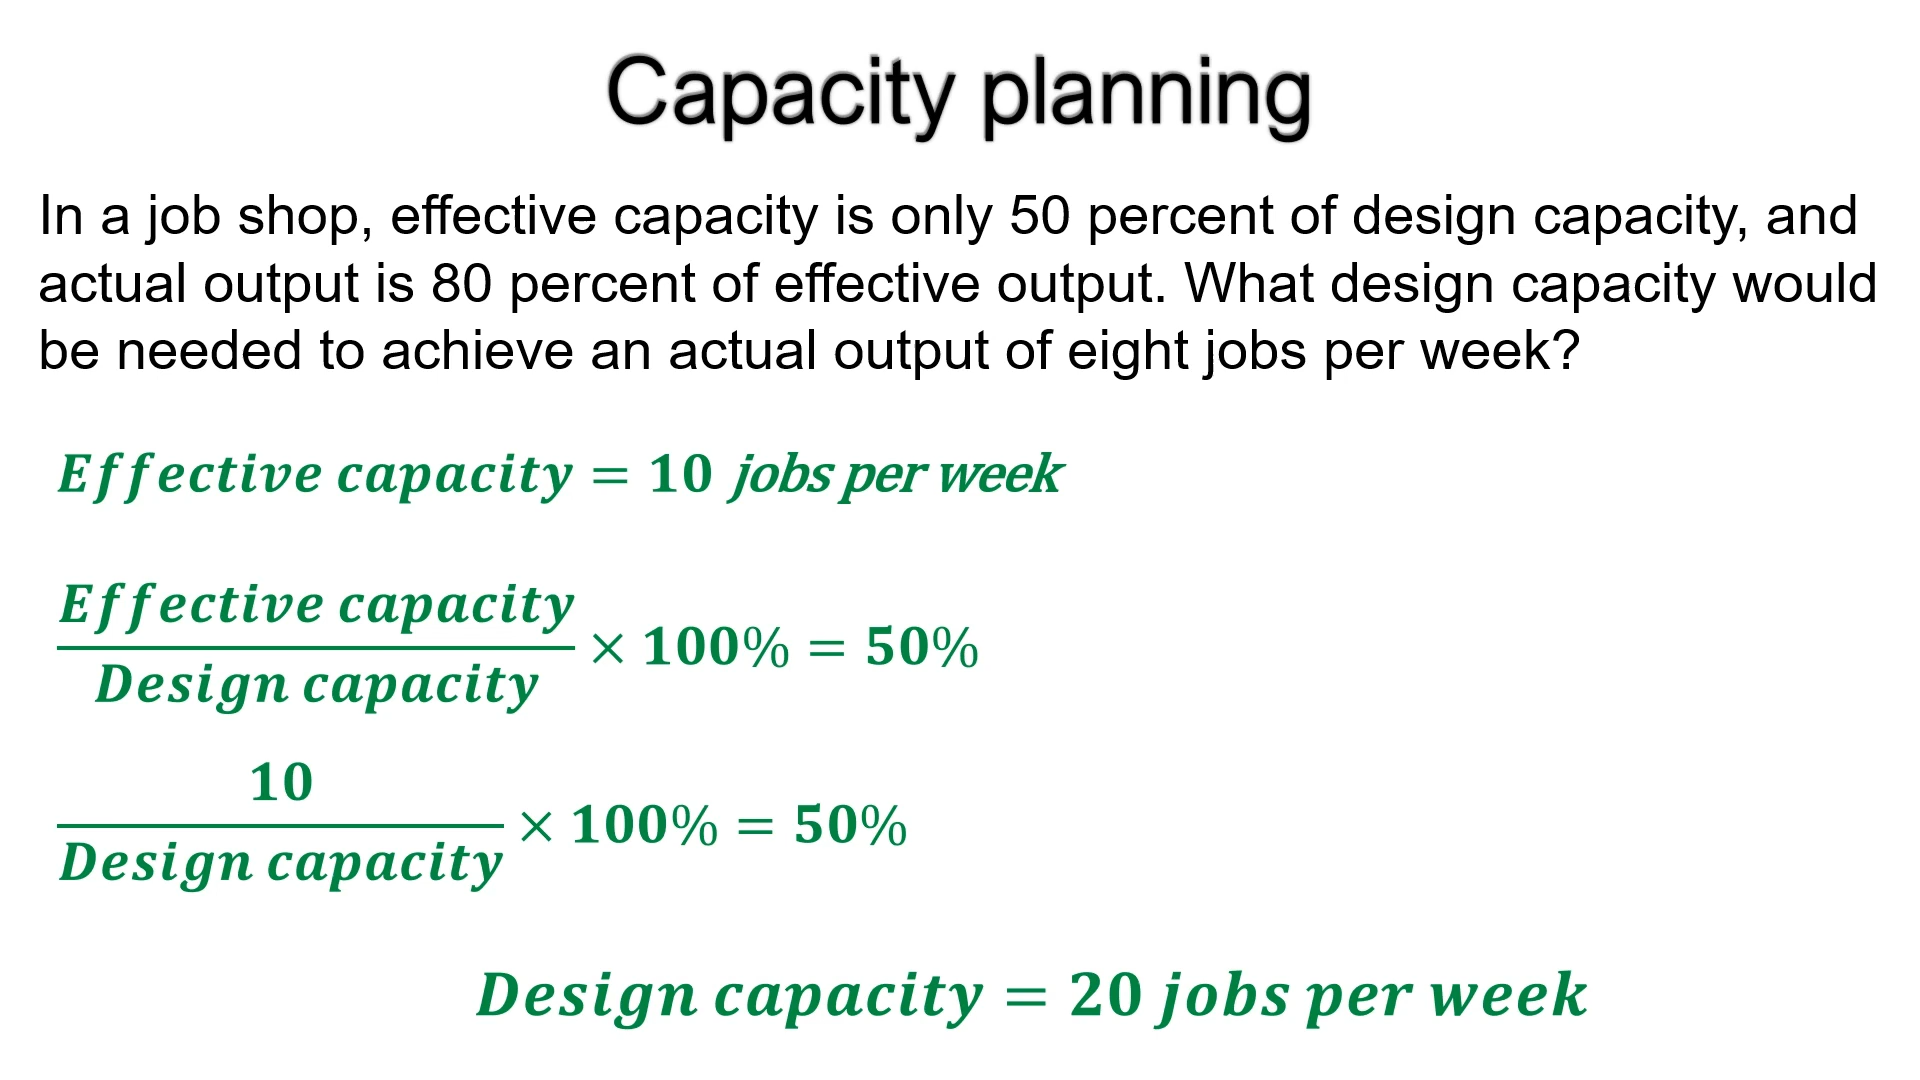 Capacity planning
In a job shop, effective capacity is only 50 percent of design capacity, and
actual output is 80 percent of effective output. What design capacity would
be needed to achieve an actual output of eight jobs per week?
Effective capacity = 10 jobs per week
Effective capacity
Design capacity
× 100% = 50%
10
Design capacity
× 100% = 50%
Design capacity = 20 jobs per week